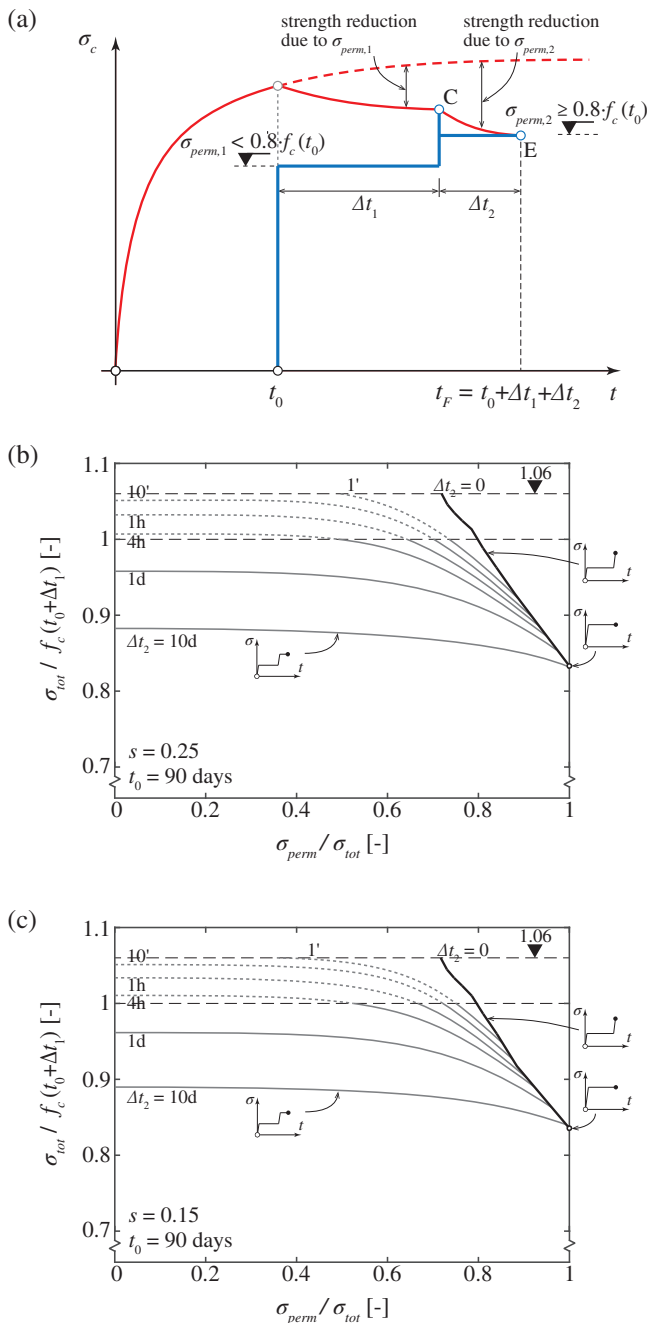 (a)
σc
strength reduction
due to σperm,1
strength reduction
due to σperm,2
C
σperm,2 ≥ 0.8·fc(t0)
σperm,1 < 0.8·fc(t0)
E
Δt1
Δt2
t0
tF = t0+Δt1+Δt2
t
(b)
1.1
1
0.9
0.8
0.7
σtot / fc(t0+Δt1) [-]
10'
1'
Δt2 = 0
1.06
1h
4h
1d
Δt2 = 10d
σ
t
σ
t
σ
t
s = 0.25
t0 = 90 days
0
0.2
0.4
0.6
0.8
1
σperm / σtot [-]
(c)
1.1
1
0.9
0.8
0.7
σtot / fc(t0+Δt1) [-]
10'
1'
Δt2 = 0
1.06
1h
4h
1d
Δt2 = 10d
σ
t
σ
t
σ
t
s = 0.15
t0 = 90 days
0
0.2
0.4
0.6
0.8
1
σperm / σtot [-]